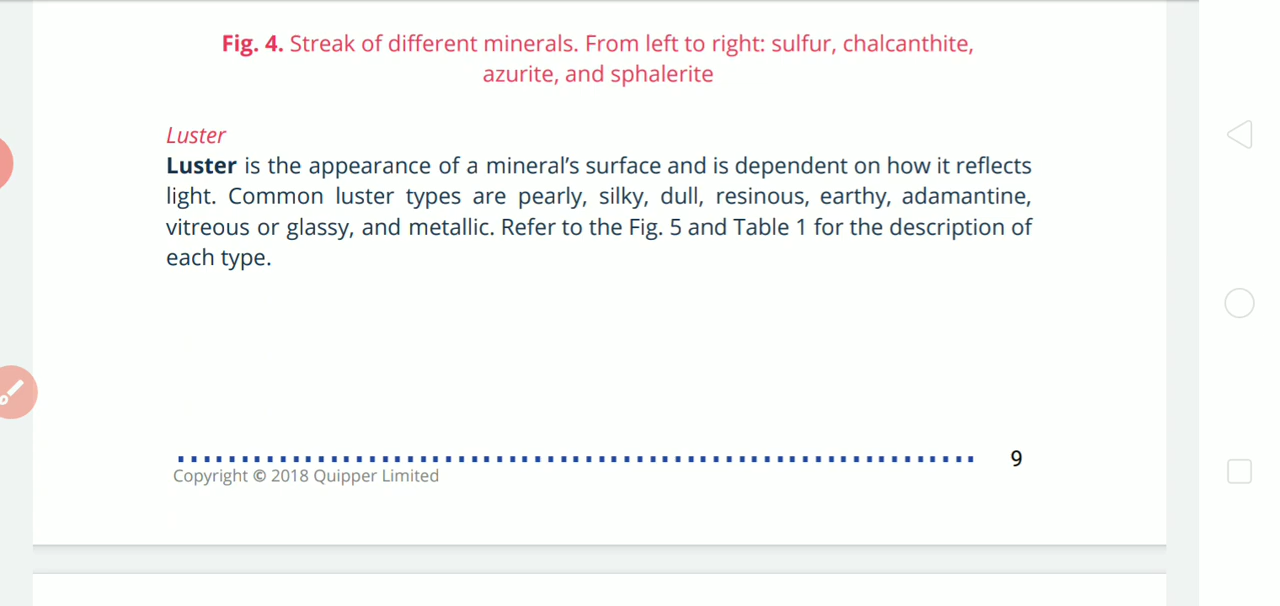 Fig. 4. Streak of different minerals. From left to right: sulfur, chalcanthite,
azurite, and sphalerite
Luster
Luster is the appearance of a mineral’s surface and is dependent on how it reflects
light. Common luster types are pearly, silky, dull, resinous, earthy, adamantine,
vitreous or glassy, and metallic. Refer to the Fig. 5 and Table 1 for the description of
each type.
9
Copyright © 2018 Quipper Limited